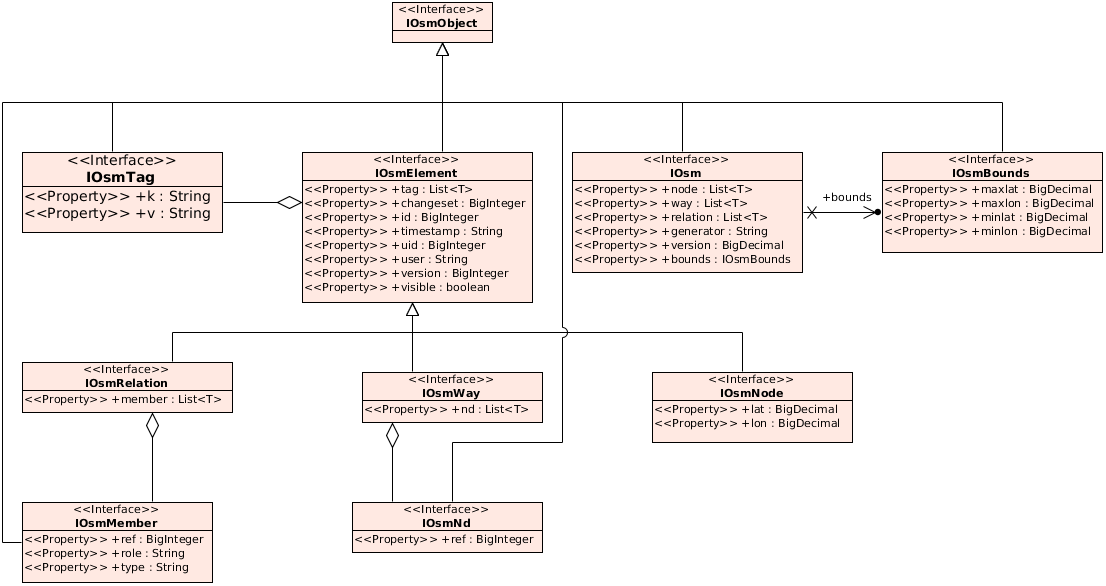 <<Interface>>
IOsmObject
<<Interface>>
IOsmTag
<<Property>> +k : String
<<Property>> +v : String
<<Interface>>
IOsmElement
<<Property>> +tag : List<T>
<<Property>> +changeset : BigInteger
<<Property>> +id : BigInteger
<<Property>> +timestamp : String
<<Property>> +uid : BigInteger
<<Property>> +user : String
<<Property>> +version : BigInteger
<<Property>> +visible : boolean
<<Interface>>
IOsm
<<Property>> +node : List<T>
<<Property>> +way : List<T>
<<Property>> +relation : List<T>
<<Property>> +generator : String
<<Property>> +version : BigDecimal
<<Property>> +bounds : IOsmBounds
+bounds
<<Interface>>
IOsmBounds
<<Property>> +maxlat : BigDecimal
<<Property>> +maxlon : BigDecimal
<<Property>> +minlat : BigDecimal
<<Property>> +minlon : BigDecimal
<<Interface>>
IOsmRelation
<<Property>> +member : List<T>
<<Interface>>
IOsmWay
<<Property>> +nd : List<T>
<<Interface>>
IOsmNode
<<Property>> +lat : BigDecimal
<<Property>> +lon : BigDecimal
<<Interface>>
IOsmMember
<<Property>> +ref : BigInteger
<<Property>> +role : String
<<Property>> +type : String
<<Interface>>
IOsmNd
<<Property>> +ref : BigInteger